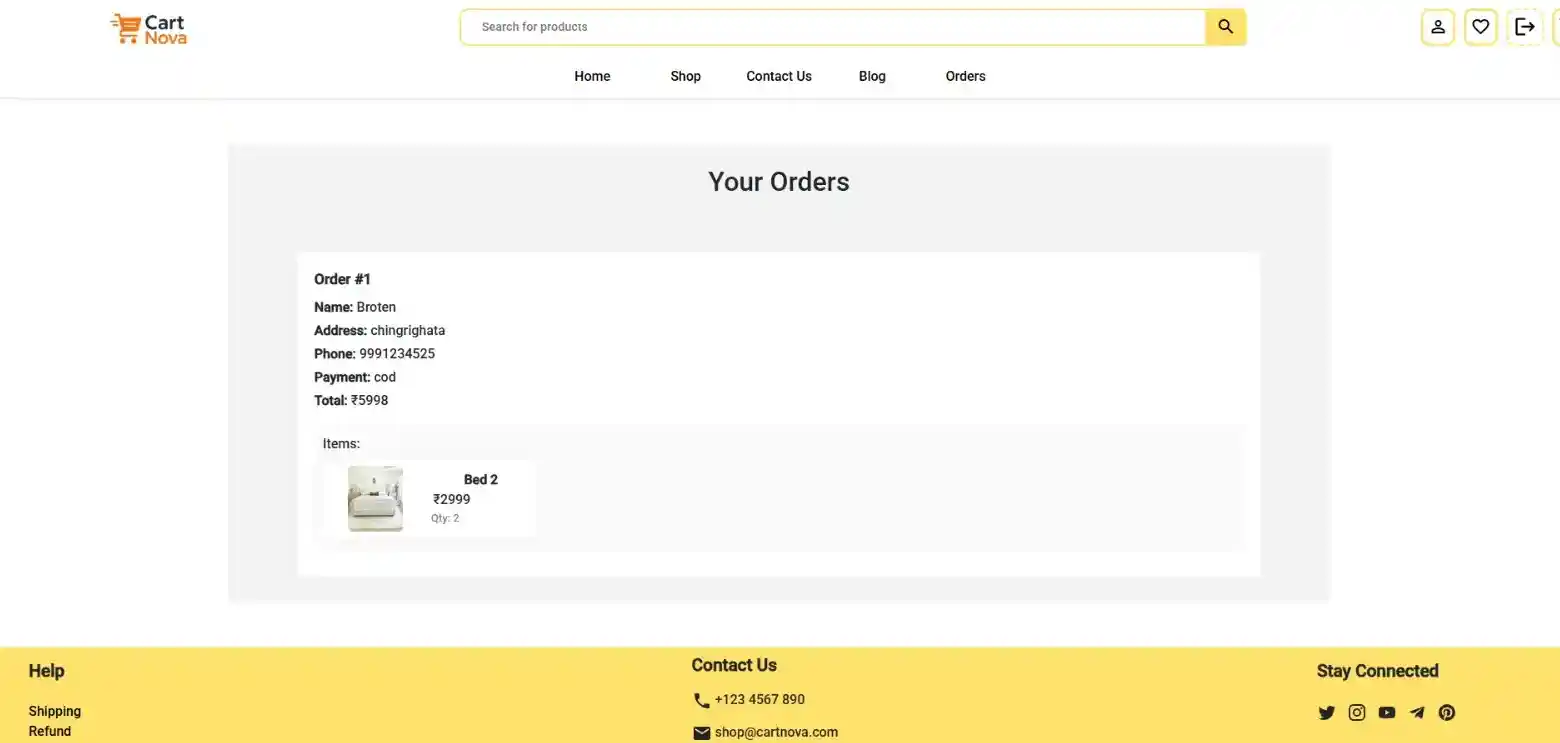 Cart
Nova
Search for products
Home
Shop
Contact Us
Blog
Orders
Your Orders
Order #1
Name: Broten
Address: chingrighata
Phone: 9991234525
Payment: cod
Total: ₹5998
Items:
Bed 2
₹2999
Qty: 2
Help
Shipping
Refund
Contact Us
+123 4567 890
shop@cartnova.com
Stay Connected